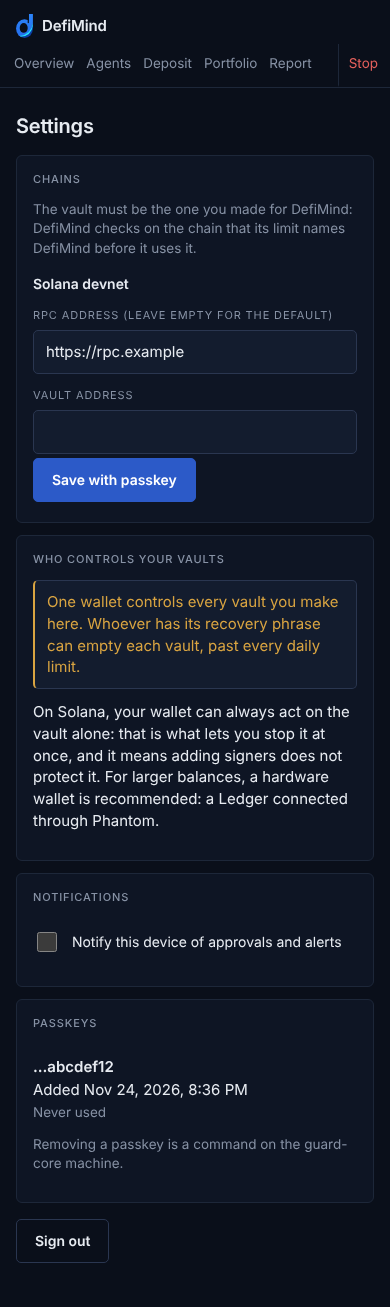 DefiMind
Overview Agents Deposit Portfolio Report Stop
Settings
CHAINS
The vault must be the one you made for DefiMind:
DefiMind checks on the chain that its limit names
DefiMind before it uses it.
Solana devnet
RPC ADDRESS (LEAVE EMPTY FOR THE DEFAULT)
https://rpc.example
VAULT ADDRESS
Save with passkey
WHO CONTROLS YOUR VAULTS
One wallet controls every vault you make
here. Whoever has its recovery phrase
can empty each vault, past every daily
limit.
On Solana, your wallet can always act on the
vault alone: that is what lets you stop it at
once, and it means adding signers does not
protect it. For larger balances, a hardware
wallet is recommended: a Ledger connected
through Phantom.
NOTIFICATIONS
Notify this device of approvals and alerts
PASSKEYS
…abcdef12
Added Nov 24, 2026, 8:36 PM
Never used
Removing a passkey is a command on the guard-
core machine.
Sign out